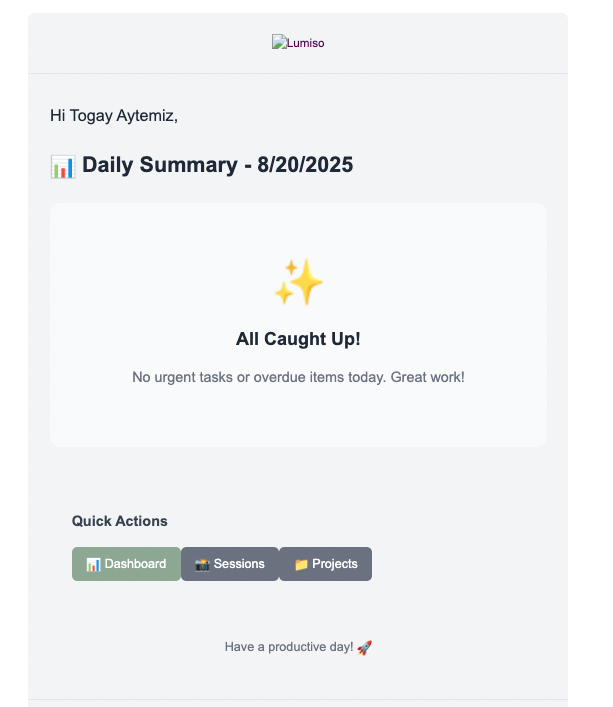 Lumiso
Hi Togay Aytemiz,
📊 Daily Summary - 8/20/2025
✨
All Caught Up!
No urgent tasks or overdue items today. Great work!
Quick Actions
📊 Dashboard 📸 Sessions 📁 Projects
Have a productive day! 🚀